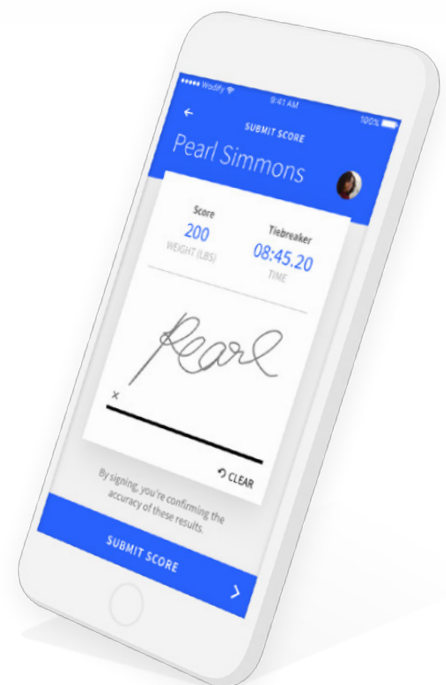 Wodify 9:41 AM 100%
SUBMIT SCORE
Pearl Simmons
Score Tiebreaker
200 08:45.20
WEIGHT (LBS) TIME
Pearl
×
CLEAR
By signing, you're confirming the
accuracy of these results.
SUBMIT SCORE